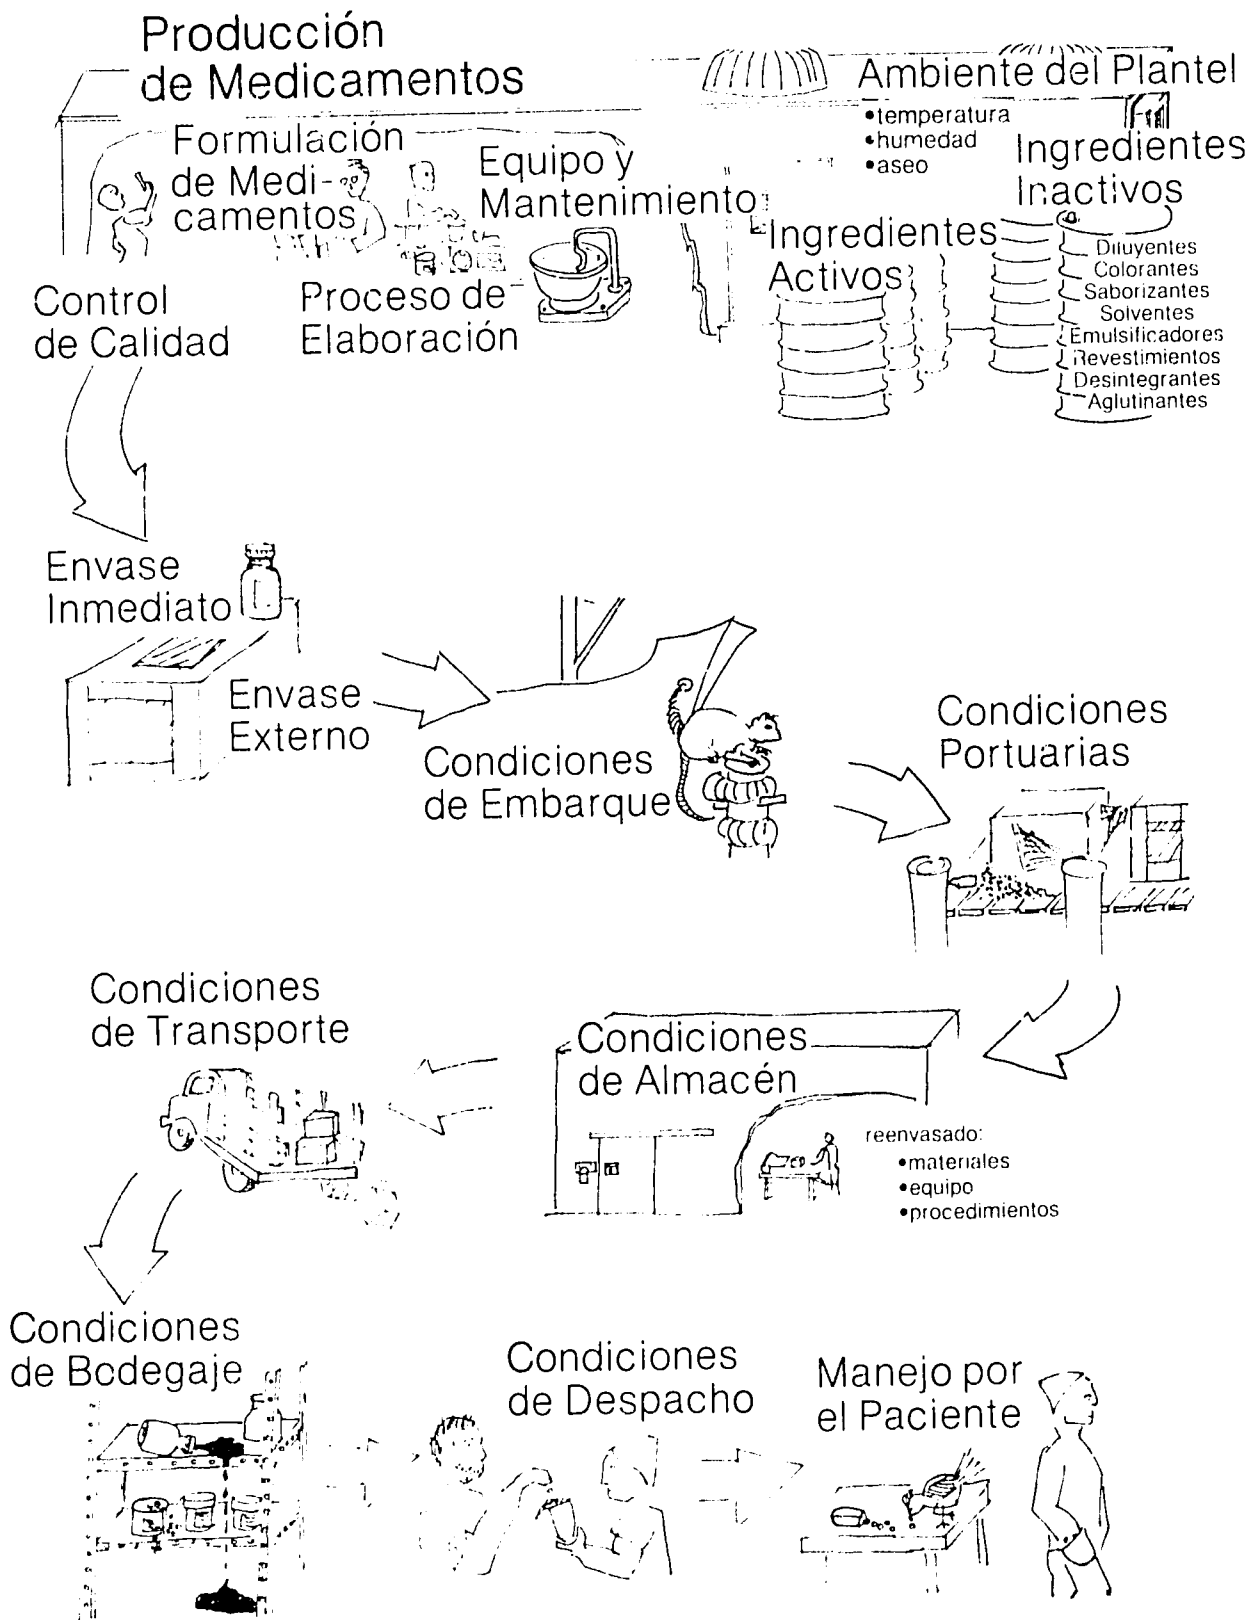 Producción
de Medicamentos
Ambiente del Plantel
•temperatura
•humedad
•aseo
Formulación
de Medi-
camentos
Equipo y
Mantenimiento
Ingredientes
Inactivos
Diluyentes
Colorantes
Saborizantes
Solventes
Emulsificadores
Revestimientos
Desintegrantes
Aglutinantes
Ingredientes
Activos
Proceso de
Elaboración
Control
de Calidad
Envase
Inmediato
Envase
Externo
Condiciones
de Embarque
Condiciones
Portuarias
Condiciones
de Almacén
reenvasado:
•materiales
•equipo
•procedimientos
Condiciones
de Transporte
Condiciones
de Bodegaje
Condiciones
de Despacho
Manejo por
el Paciente